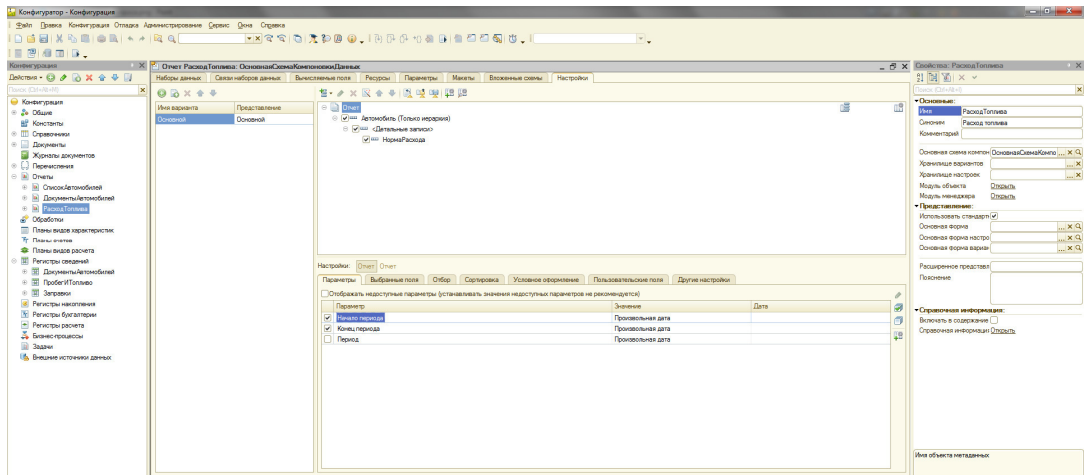 Конфигуратор - Конфигурация
Файл Правка Конфигурация Отладка Администрирование Сервис Окна Справка
Конфигурация
Действия
Поиск (Ctrl+Alt+M)
Конфигурация
Общие
Константы
Справочники
Документы
Журналы документов
Перечисления
Отчеты
СписокАвтомобилей
ДокументыАвтомобилей
РасходТоплива
Обработки
Планы видов характеристик
Планы счетов
Планы видов расчета
Регистры сведений
ДокументыАвтомобилей
ПробегИТопливо
Заправки
Регистры накопления
Регистры бухгалтерии
Регистры расчета
Бизнес-процессы
Задачи
Внешние источники данных
Отчет РасходТоплива: ОсновнаяСхемаКомпоновкиДанных
Наборы данных Связи наборов данных Вычисляемые поля Ресурсы Параметры Макеты Вложенные схемы Настройки
Имя варианта Представление
Основной Основной
Отчет
Автомобиль (Только иерархия)
<Детальные записи>
НормаРасхода
Настройки: Отчет Отчет
Параметры Выбранные поля Отбор Сортировка Условное оформление Пользовательские поля Другие настройки
Отображать недоступные параметры (устанавливать значения недоступных параметров не рекомендуется)
Параметр Значение Дата
Начало периода Произвольная дата
Конец периода Произвольная дата
Период Произвольная дата
Свойства: РасходТоплива
Поиск (Ctrl+Alt+I)
Основные:
Имя РасходТоплива
Синоним Расход топлива
Комментарий
Основная схема компон ОсновнаяСхемаКомпо ...
Хранилище вариантов ...
Хранилище настроек ...
Модуль объекта Открыть
Модуль менеджера Открыть
Представление:
Использовать стандарт
Основная форма ...
Основная форма настро ...
Основная форма вариан ...
Расширенное представл
Пояснение
Справочная информация:
Включать в содержание
Справочная информаци Открыть
Имя объекта метаданных